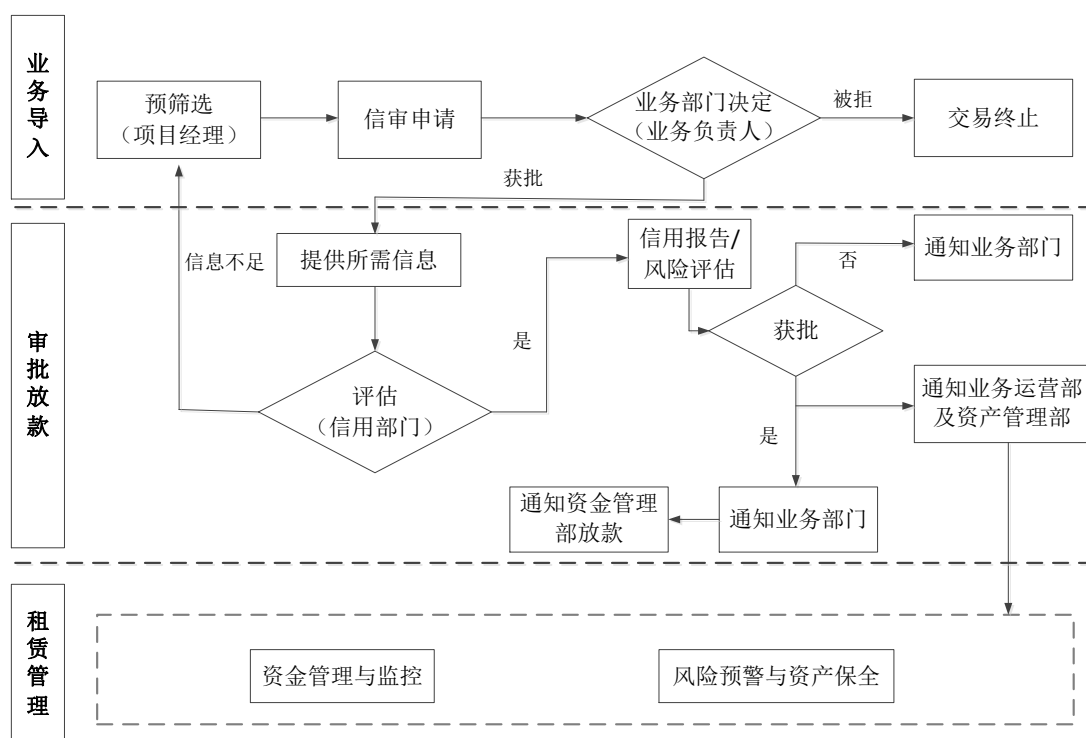 业务导入
预筛选
（项目经理）
信审申请
业务部门决定
（业务负责人）
被拒
交易终止
获批
审批放款
信息不足
提供所需信息
信用报告/
风险评估
否
通知业务部门
是
获批
评估
（信用部门）
通知业务运营部
及资产管理部
是
通知资金管理
部放款
通知业务部门
租赁管理
资金管理与监控
风险预警与资产保全